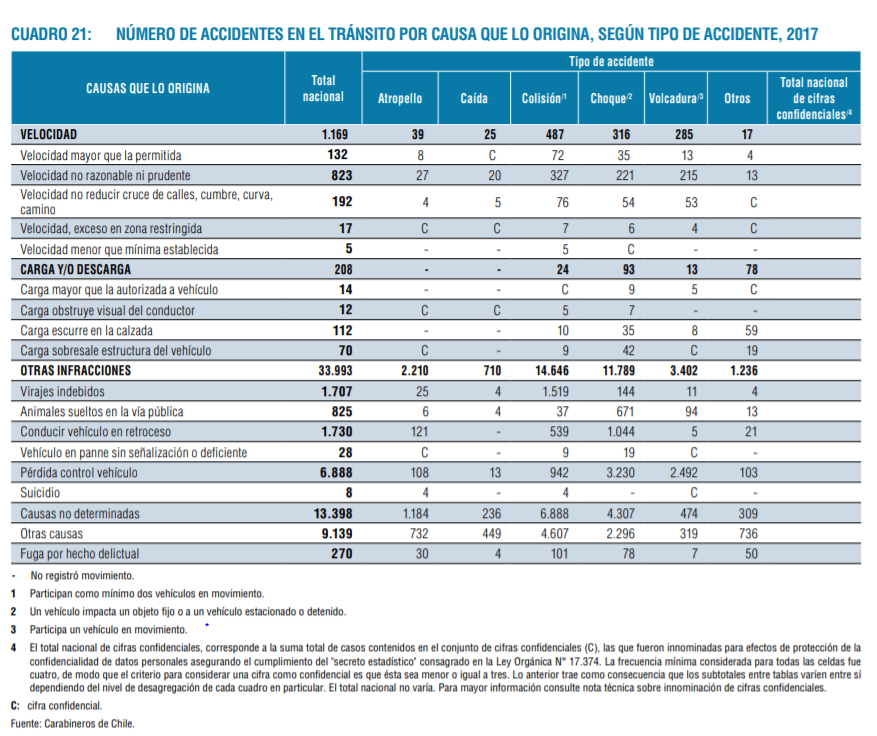 CUADRO 21: NÚMERO DE ACCIDENTES EN EL TRÁNSITO POR CAUSA QUE LO ORIGINA, SEGÚN TIPO DE ACCIDENTE, 2017
CAUSAS QUE LO ORIGINA Total nacional Tipo de accidente
Atropello Caída Colisión/1 Choque/2 Volcadura/3 Otros Total nacional de cifras confidenciales/4
VELOCIDAD 1.169 39 25 487 316 285 17
Velocidad mayor que la permitida 132 8 C 72 35 13 4
Velocidad no razonable ni prudente 823 27 20 327 221 215 13
Velocidad no reducir cruce de calles, cumbre, curva, camino 192 4 5 76 54 53 C
Velocidad, exceso en zona restringida 17 C C 7 6 4 C
Velocidad menor que mínima establecida 5 - - 5 C - -
CARGA Y/O DESCARGA 208 - - 24 93 13 78
Carga mayor que la autorizada a vehículo 14 - - C 9 5 C
Carga obstruye visual del conductor 12 C C 5 7 - -
Carga escurre en la calzada 112 - - 10 35 8 59
Carga sobresale estructura del vehículo 70 C - 9 42 C 19
OTRAS INFRACCIONES 33.993 2.210 710 14.646 11.789 3.402 1.236
Virajes indebidos 1.707 25 4 1.519 144 11 4
Animales sueltos en la vía pública 825 6 4 37 671 94 13
Conducir vehículo en retroceso 1.730 121 - 539 1.044 5 21
Vehículo en panne sin señalización o deficiente 28 C - 9 19 C -
Pérdida control vehículo 6.888 108 13 942 3.230 2.492 103
Suicidio 8 4 - 4 - C -
Causas no determinadas 13.398 1.184 236 6.888 4.307 474 309
Otras causas 9.139 732 449 4.607 2.296 319 736
Fuga por hecho delictual 270 30 4 101 78 7 50
- No registró movimiento.
1 Participan como mínimo dos vehículos en movimiento.
2 Un vehículo impacta un objeto fijo o a un vehículo estacionado o detenido.
3 Participa un vehículo en movimiento.
4 El total nacional de cifras confidenciales, corresponde a la suma total de casos contenidos en el conjunto de cifras confidenciales (C), las que fueron innominadas para efectos de protección de la
confidencialidad de datos personales asegurando el cumplimiento del "secreto estadístico" consagrado en la Ley Orgánica N° 17.374. La frecuencia mínima considerada para todas las celdas fue
cuatro, de modo que el criterio para considerar una cifra como confidencial es que ésta sea menor o igual a tres. Lo anterior trae como consecuencia que los subtotales entre tablas varíen entre sí
dependiendo del nivel de desagregación de cada cuadro en particular. El total nacional no varía. Para mayor información consulte nota técnica sobre innominación de cifras confidenciales.
C: cifra confidencial.
Fuente: Carabineros de Chile.